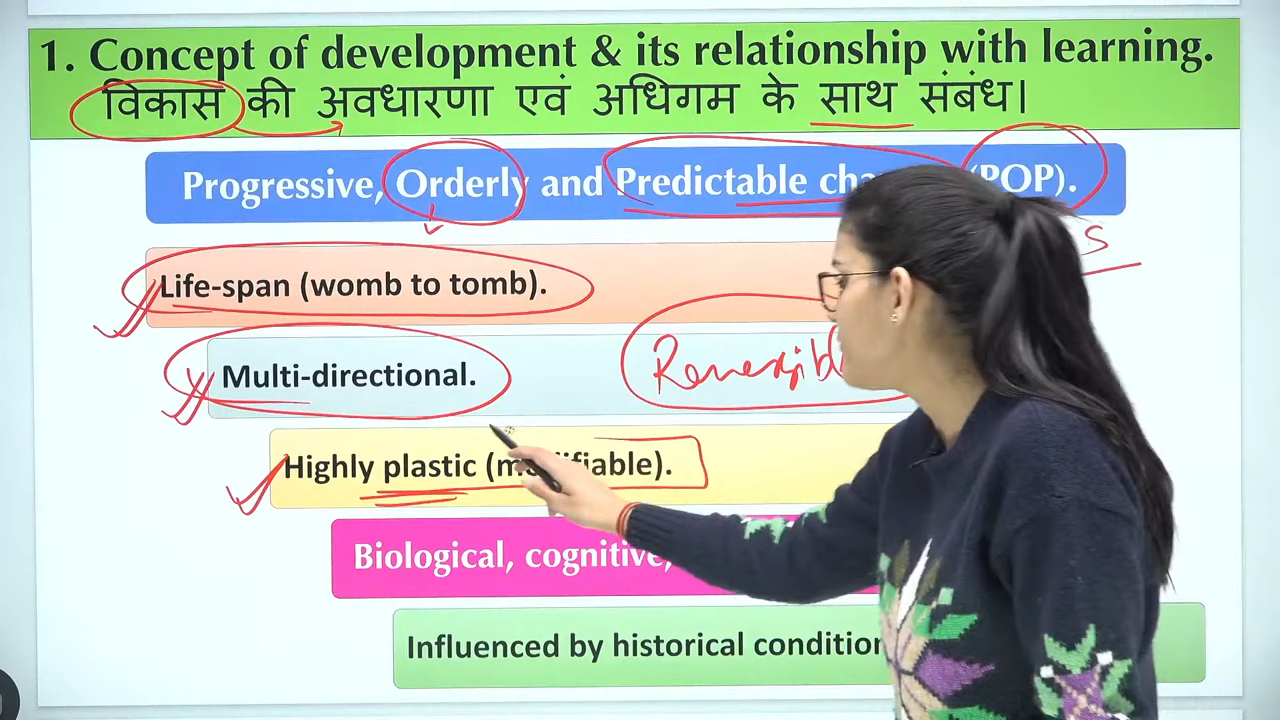 1. Concept of development & its relationship with learning.
विकास की अवधारणा एवं अधिगम के साथ संबंध।
Progressive, Orderly and Predictable (POP).
S
Life-span (womb to tomb).
Multi-directional.
Highly plastic (modifiable).
Biological, cognitive,
Influenced by historical